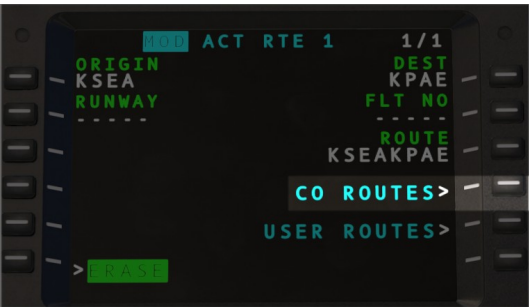 MOD ACT RTE 1 1/1
ORIGIN DEST
KSEA KPAE
RUNWAY FLT NO
----- -----
ROUTE
KSEAKPAE
CO ROUTES>
USER ROUTES>
>ERASE